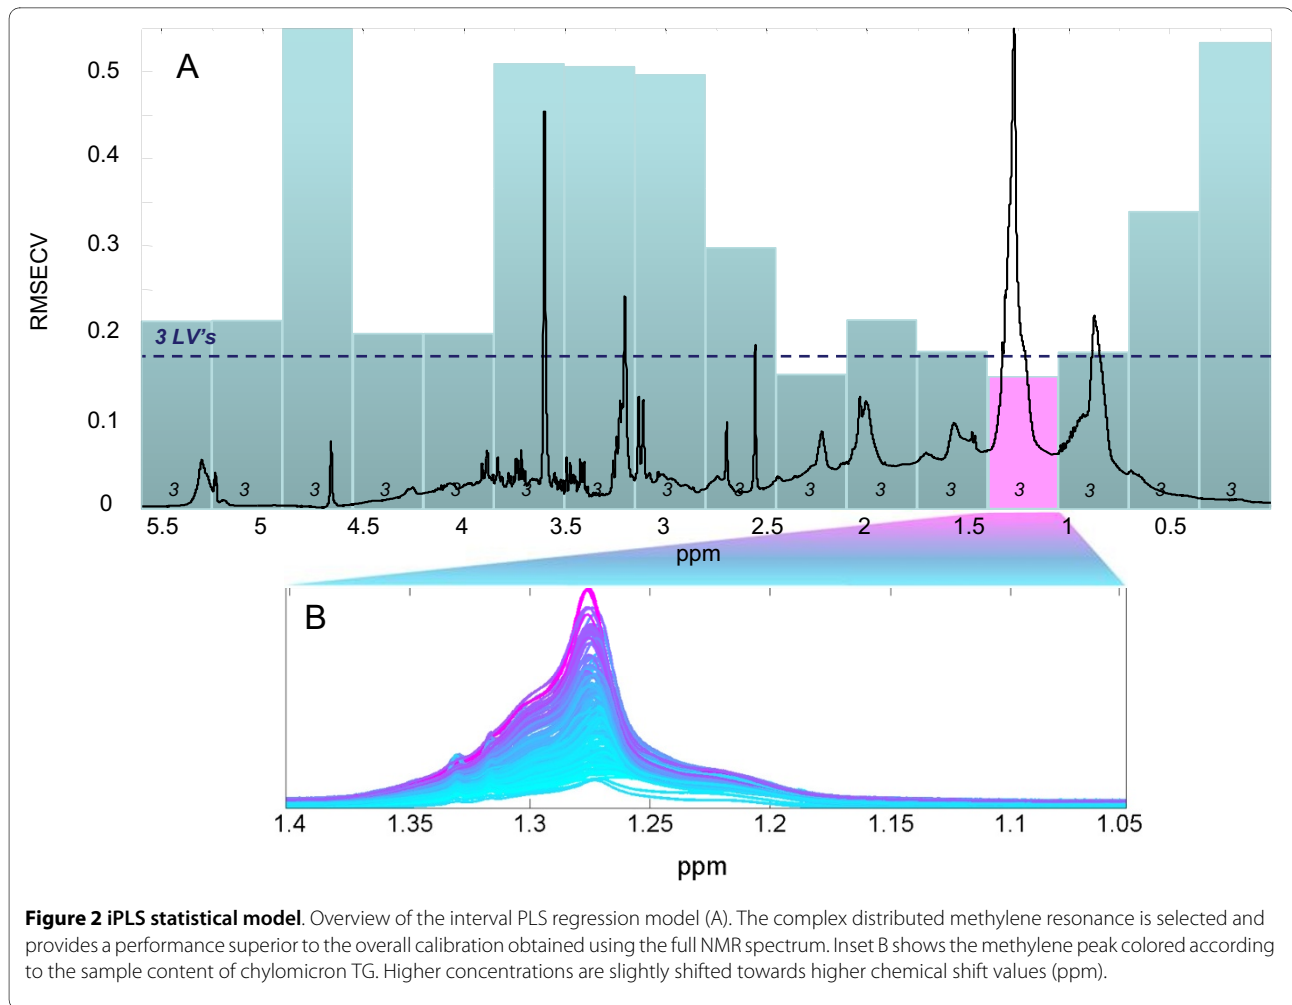 A
0.5
0.4
0.3
0.2
0.1
0
RMSECV
3 LV's
3 3 3 3 3 3 3 3 3 3 3 3 3 3 3 3
5.5 5 4.5 4 3.5 3 2.5 2 1.5 1 0.5
ppm
B
1.4 1.35 1.3 1.25 1.2 1.15 1.1 1.05
ppm
Figure 2 iPLS statistical model. Overview of the interval PLS regression model (A). The complex distributed methylene resonance is selected and
provides a performance superior to the overall calibration obtained using the full NMR spectrum. Inset B shows the methylene peak colored according
to the sample content of chylomicron TG. Higher concentrations are slightly shifted towards higher chemical shift values (ppm).